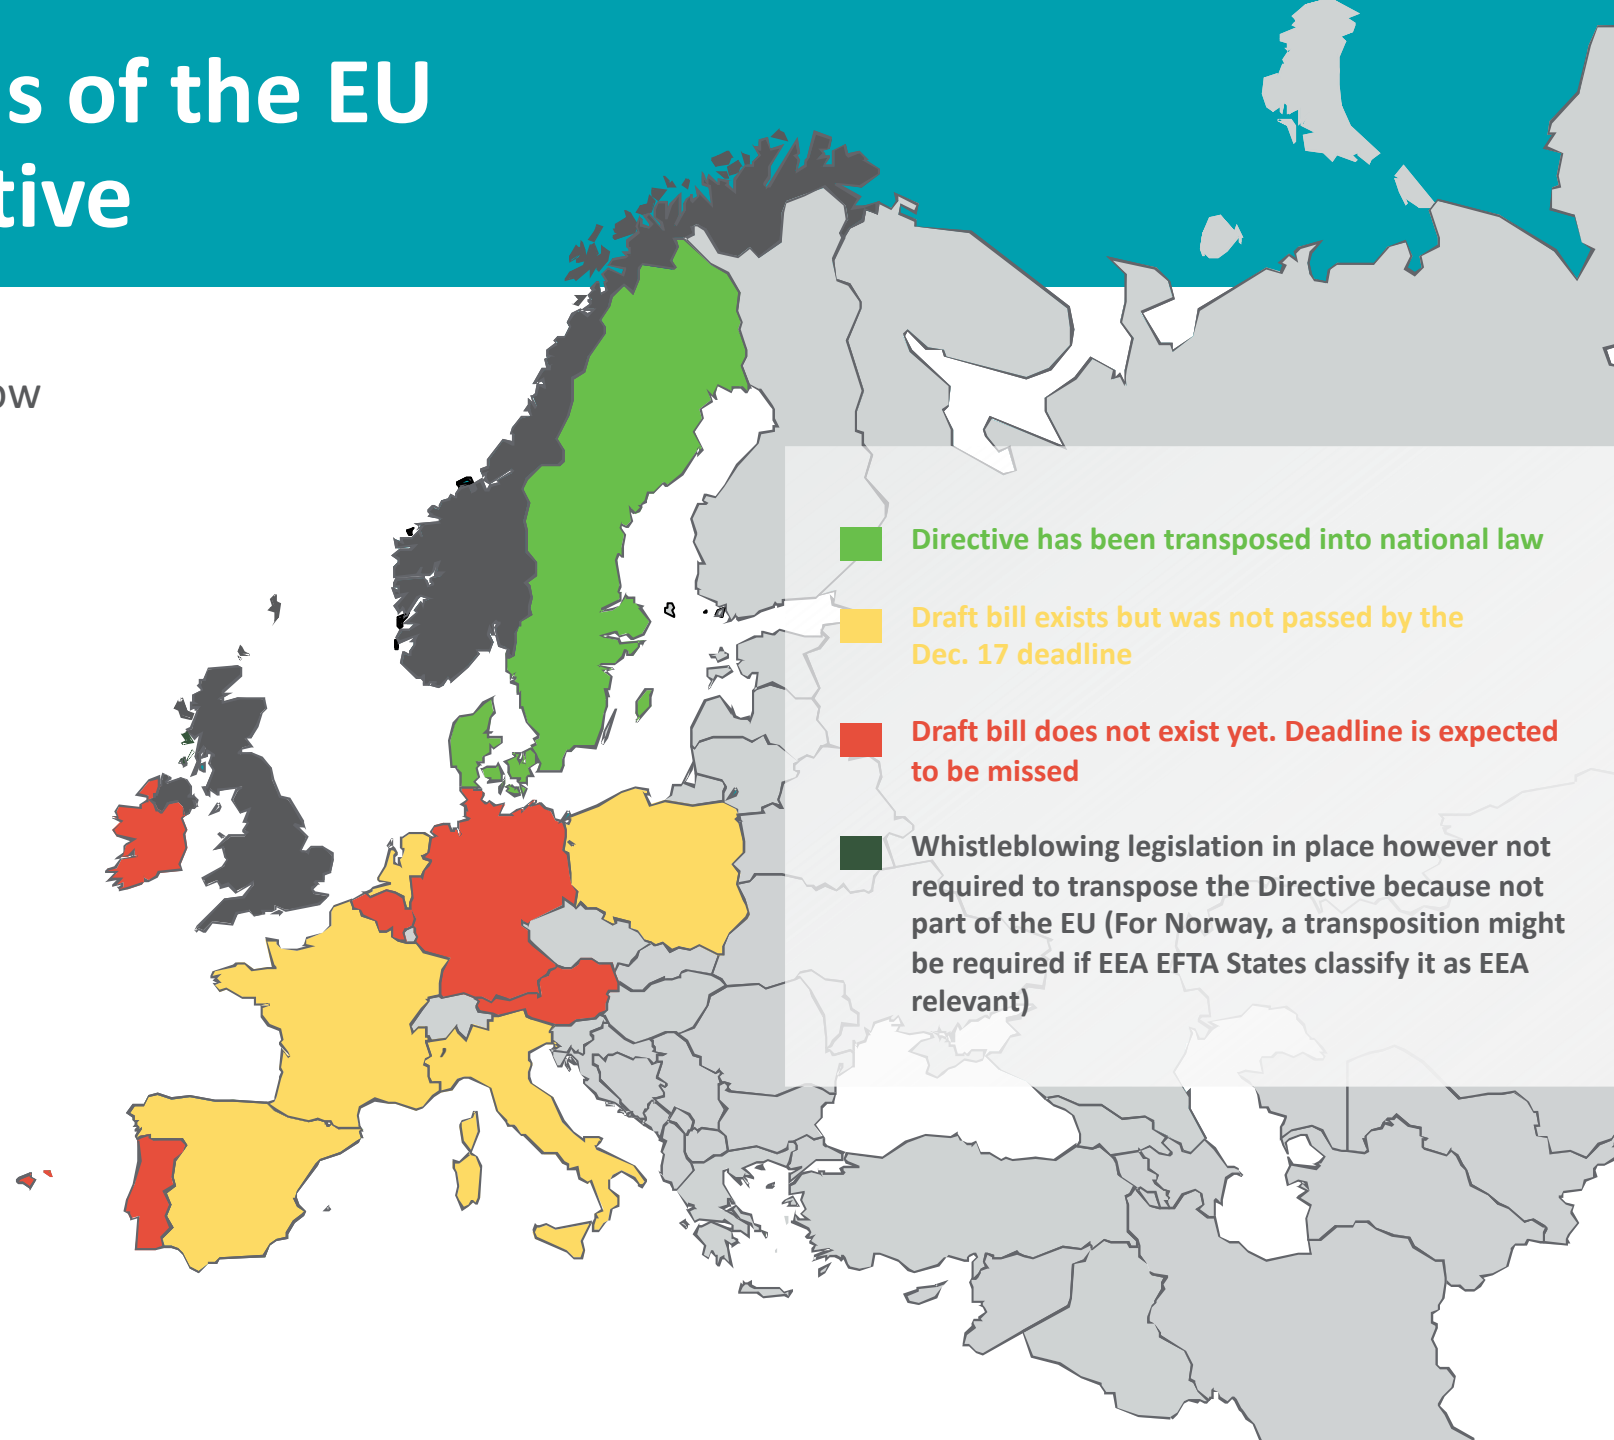 s of the EU
tive
ow
Directive has been transposed into national law
Draft bill exists but was not passed by the
Dec. 17 deadline
Draft bill does not exist yet. Deadline is expected
to be missed
Whistleblowing legislation in place however not
required to transpose the Directive because not
part of the EU (For Norway, a transposition might
be required if EEA EFTA States classify it as EEA
relevant)